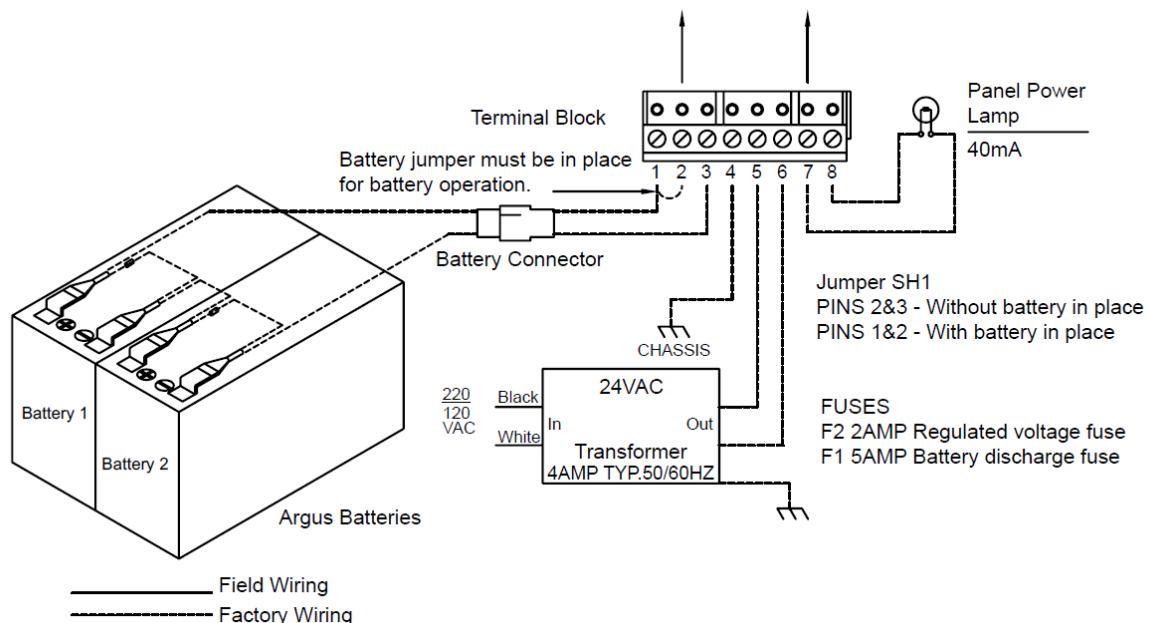 Terminal Block
Panel Power
Lamp
40mA
Battery jumper must be in place
for battery operation.
1 2 3 4 5 6 7 8
Battery Connector
Jumper SH1
PINS 2&3 - Without battery in place
PINS 1&2 - With battery in place
CHASSIS
Battery 1
Battery 2
Argus Batteries
220
120
VAC
Black
White
24VAC
In
Out
Transformer
4AMP TYP.50/60HZ
FUSES
F2 2AMP Regulated voltage fuse
F1 5AMP Battery discharge fuse
Field Wiring
Factory Wiring